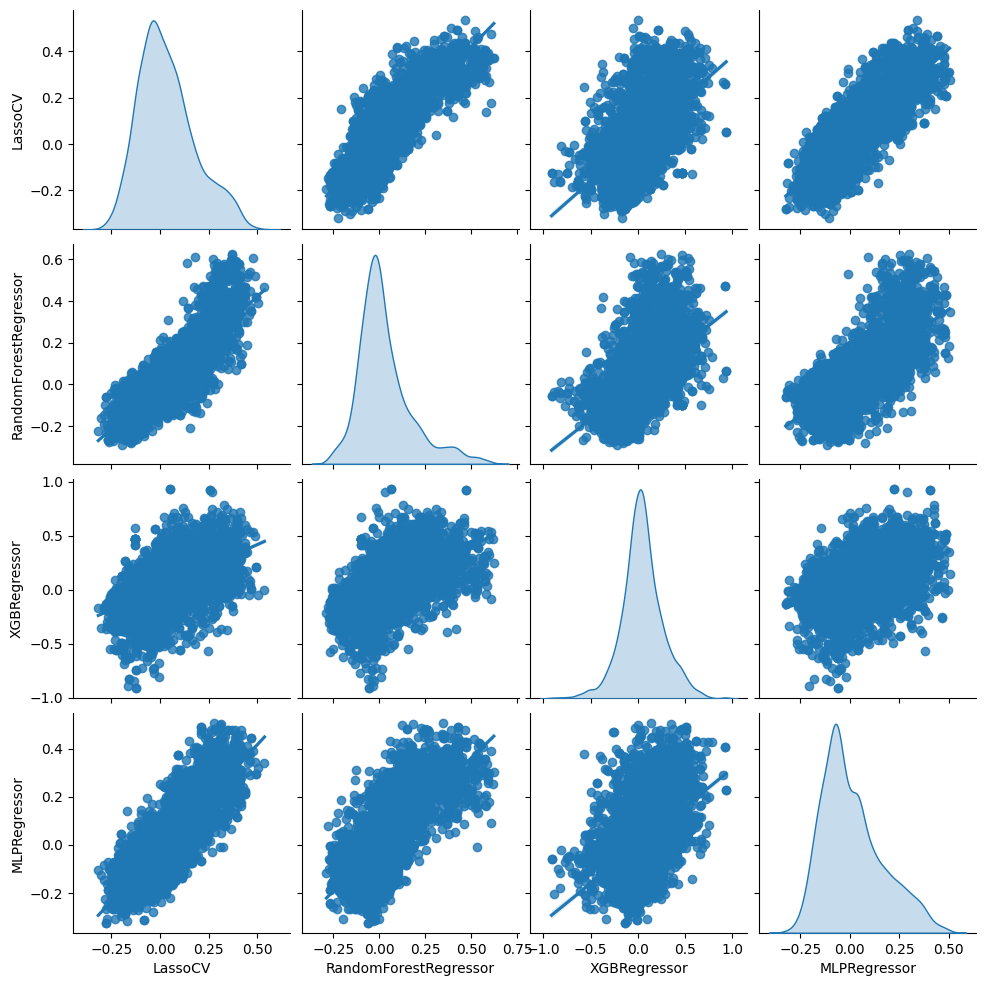 0.4
0.2
0.0
−0.2
LassoCV
0.6
0.4
0.2
0.0
−0.2
RandomForestRegressor
1.0
0.5
0.0
−0.5
−1.0
XGBRegressor
0.4
0.2
0.0
−0.2
MLPRegressor
−0.25 0.00 0.25 0.50
−0.25 0.00 0.25 0.50 0.75
−1.0 −0.5 0.0 0.5 1.0
−0.25 0.00 0.25 0.50
LassoCV RandomForestRegressor XGBRegressor MLPRegressor